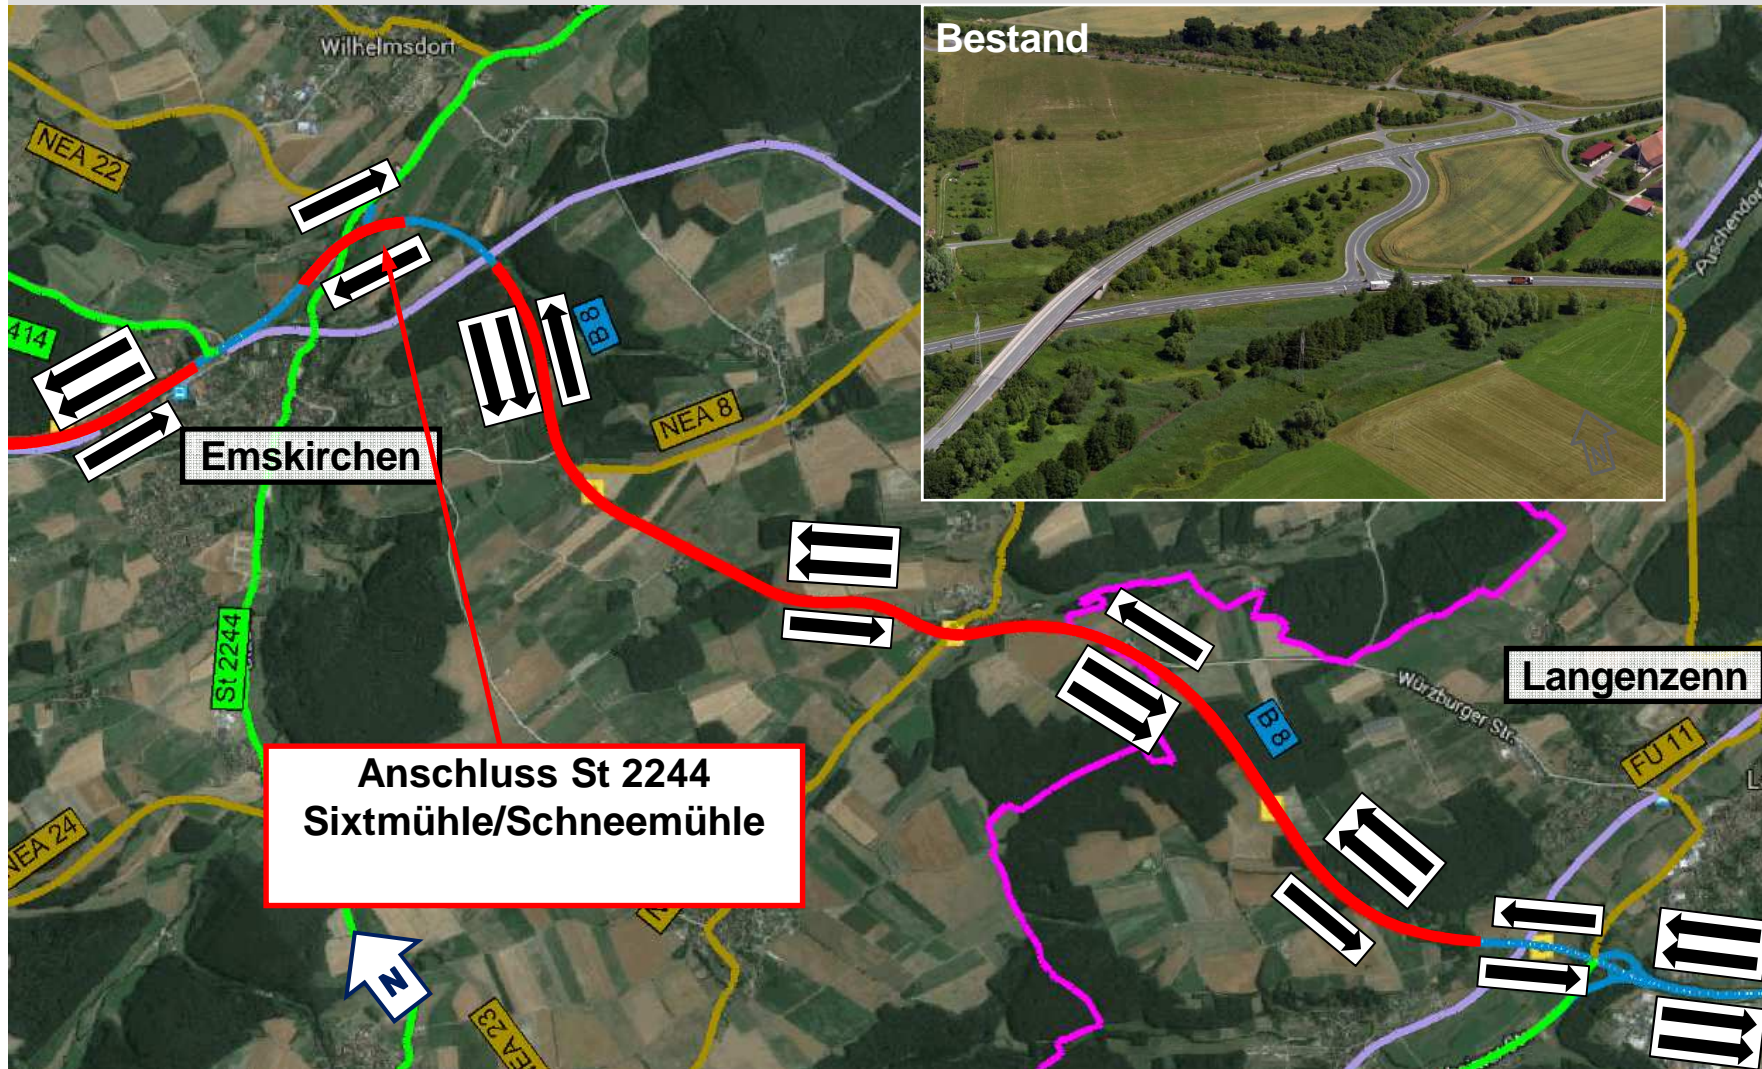 Bestand
Wilhelmsdorf
NEA 22
B 8
414
Emskirchen
NEA 8
St 2244
Würzburger Str.
Langenzenn
B 8
FU 11
Anschluss St 2244
Sixtmühle/Schneemühle
NEA 24
N
NEA 23
N
L